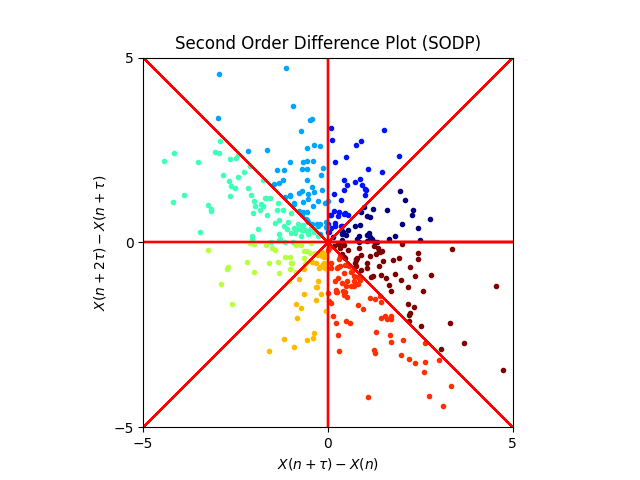 Second Order Difference Plot (SODP)
5
X(n + 2τ) − X(n + τ)
0
−5
−5 0 5
X(n + τ) − X(n)